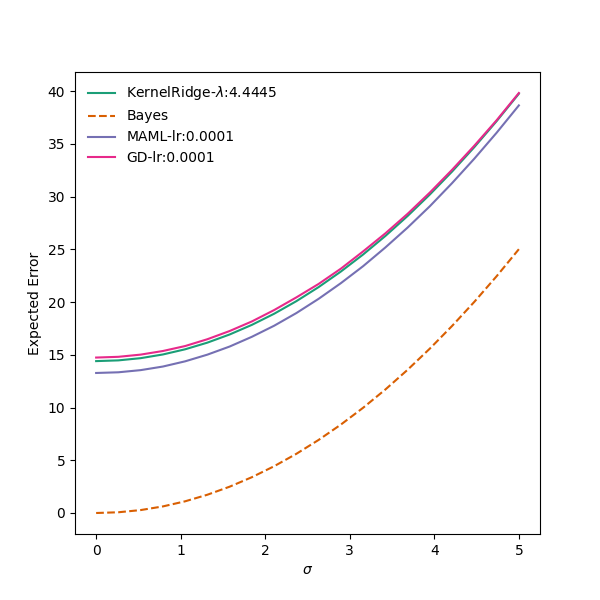 KernelRidge-λ:4.4445
Bayes
MAML-lr:0.0001
GD-lr:0.0001
Expected Error
40
35
30
25
20
15
10
5
0
0 1 2 3 4 5
σ